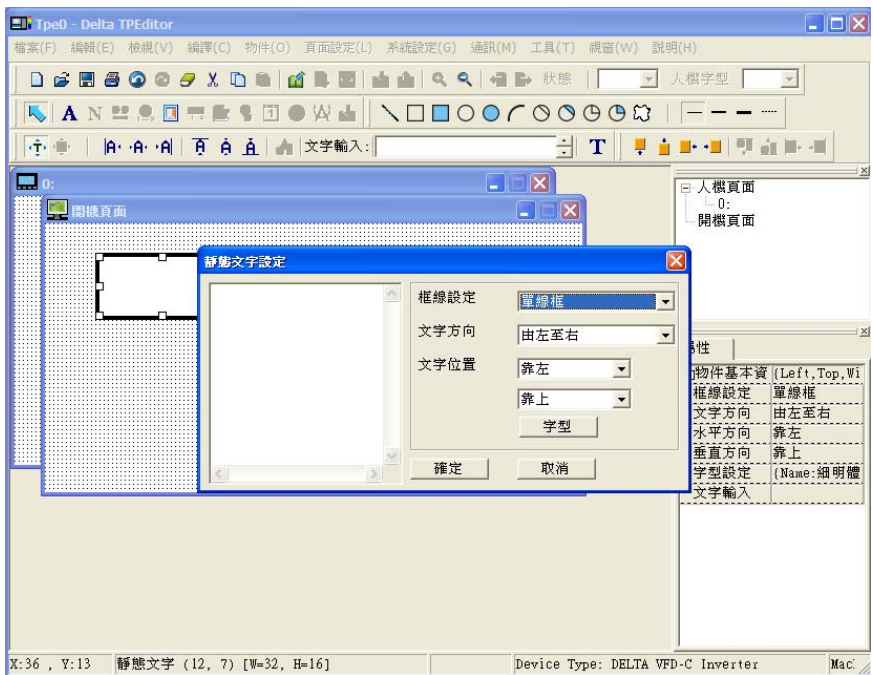 Tpe0 - Delta TPEditor
檔案(F) 編輯(E) 檢視(V) 編譯(C) 物件(O) 頁面設定(L) 系統設定(G) 通訊(M) 工具(T) 視窗(W) 說明(H)
狀態 人機字型
A N
文字輸入: T
0:
開機頁面
人機頁面
0:
開機頁面
靜態文字設定
框線設定 單線框
文字方向 由左至右
文字位置 靠左
靠上
字型
確定 取消
性
物件基本資 {Left,Top,Wi
框線設定 單線框
文字方向 由左至右
水平方向 靠左
垂直方向 靠上
字型設定 {Name:細明體
文字輸入
X:36 , Y:13 靜態文字 (12, 7) [W=32, H=16] Device Type: DELTA VFD-C Inverter Mac